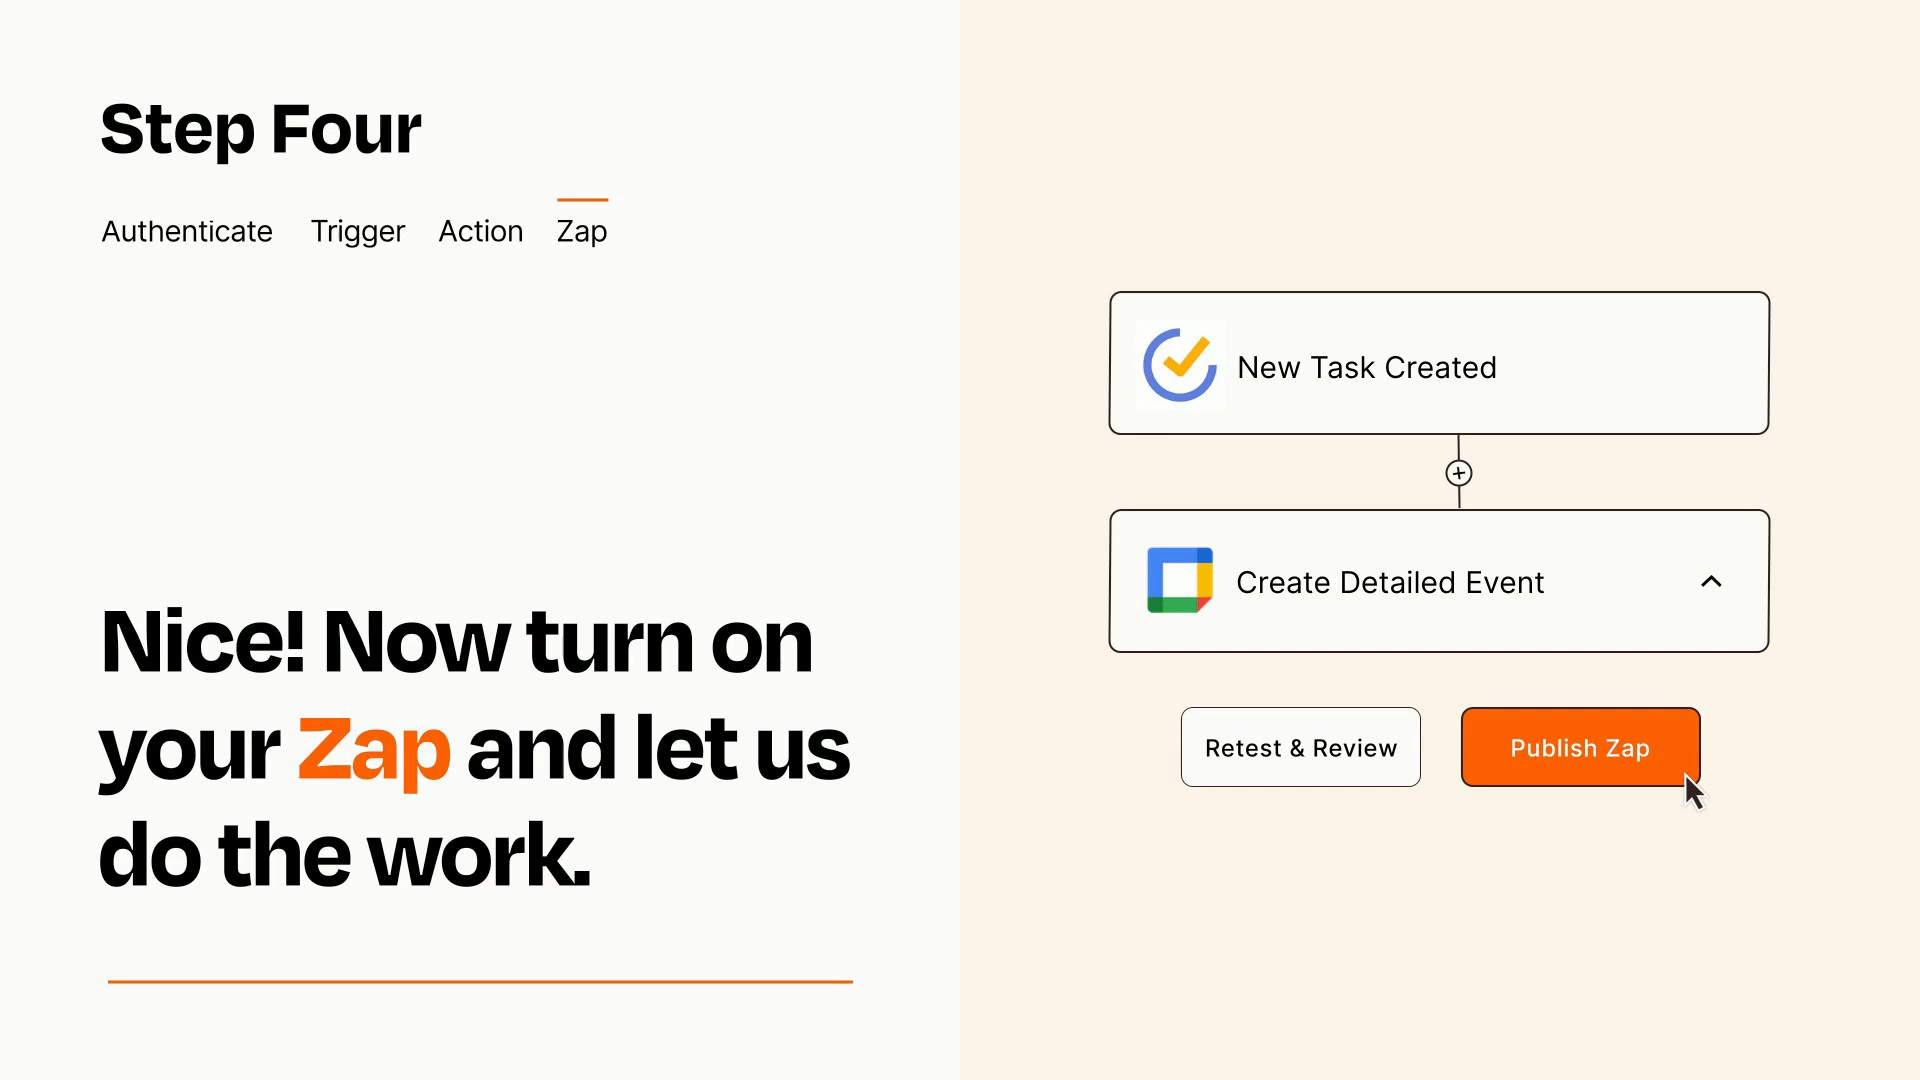 Step Four
Authenticate Trigger Action Zap
Nice! Now turn on
your Zap and let us
do the work.
New Task Created
Create Detailed Event
Retest & Review
Publish Zap